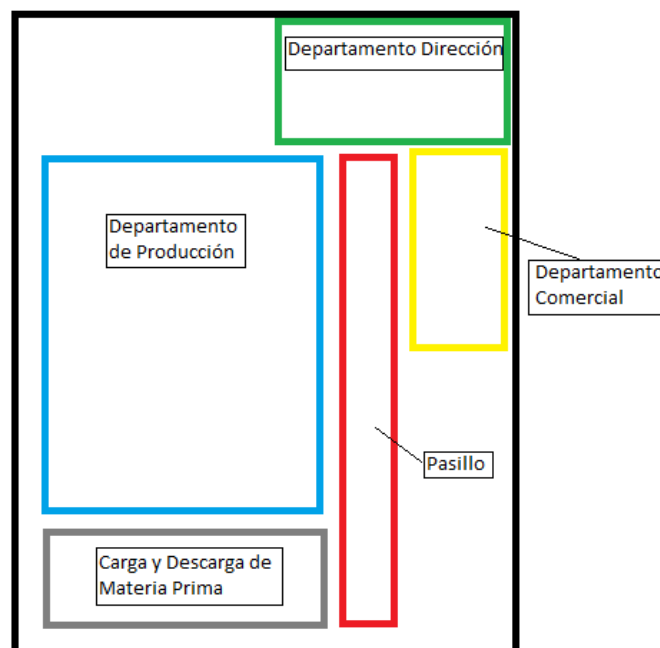 Departamento Dirección
Departamento
de Producción
Departamento
Comercial
Pasillo
Carga y Descarga de
Materia Prima